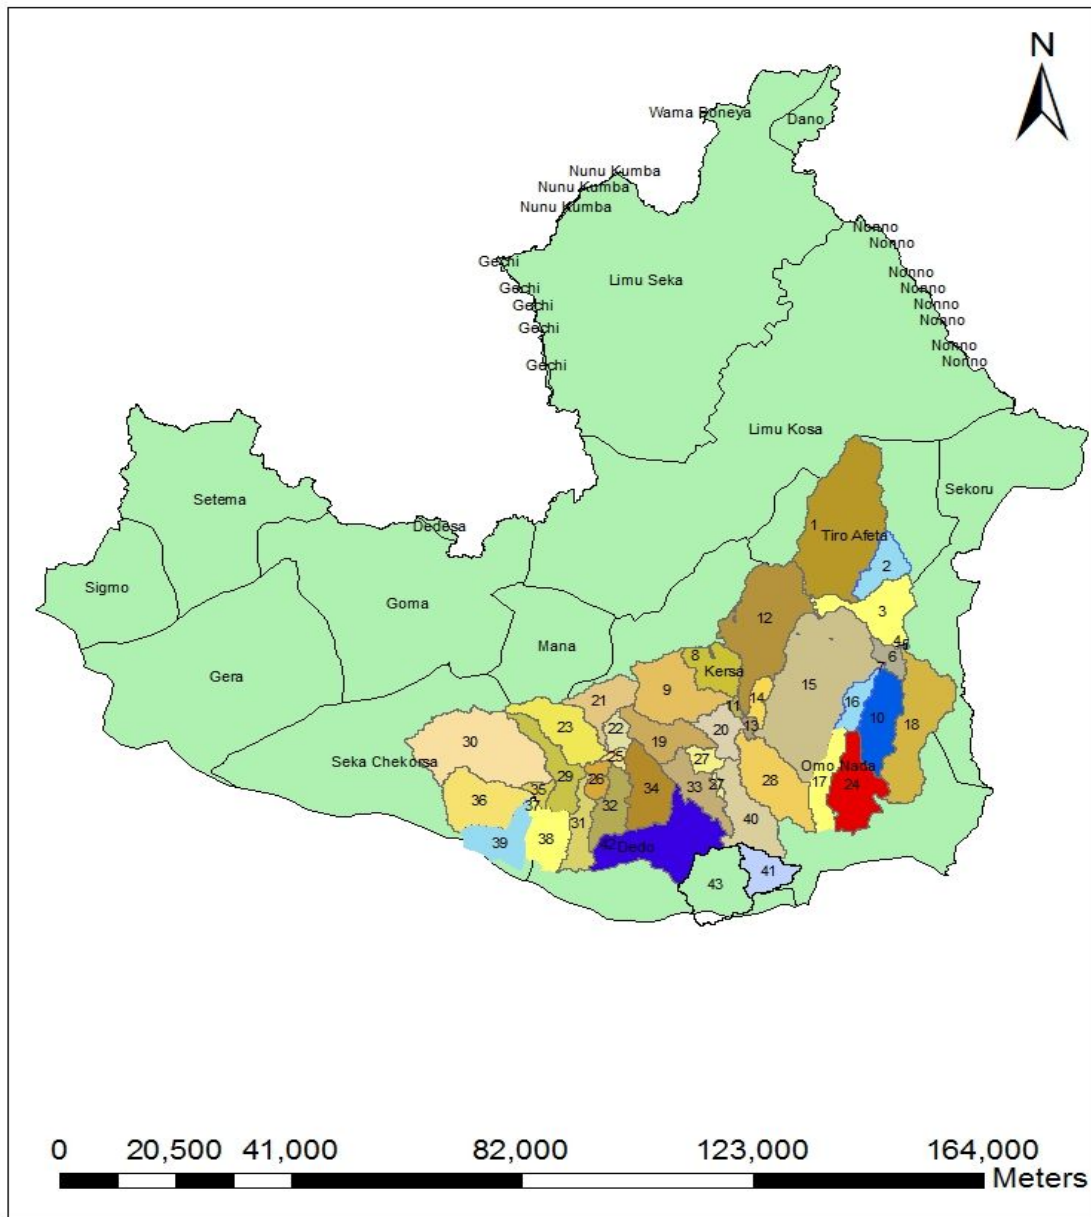 N
Wama Boneya
Dano
Nunu Kumba
Nunu Kumba
Nunu Kumba
Nonno
Nonno
Gechi
Nonno
Limu Seka
Gechi
Nonno
Gechi
Nonno
Nonno
Gechi
Nonno
Gechi
Nonno
Limu Kosa
Sekoru
Setema
Dedesa
1
Tiro Afeta
2
Sigmo
Goma
3
12
Mana
4
5
8
6
Gera
Kersa
7
9
15
14
16
21
11
10
18
22
13
20
23
30
19
Seka Chekorsa
25
27
Omo Nada
29
26
28
17
24
35
34
33
27
36
37
32
31
40
38
39
42
Dedo
41
43
0 20,500 41,000 82,000 123,000 164,000
Meters